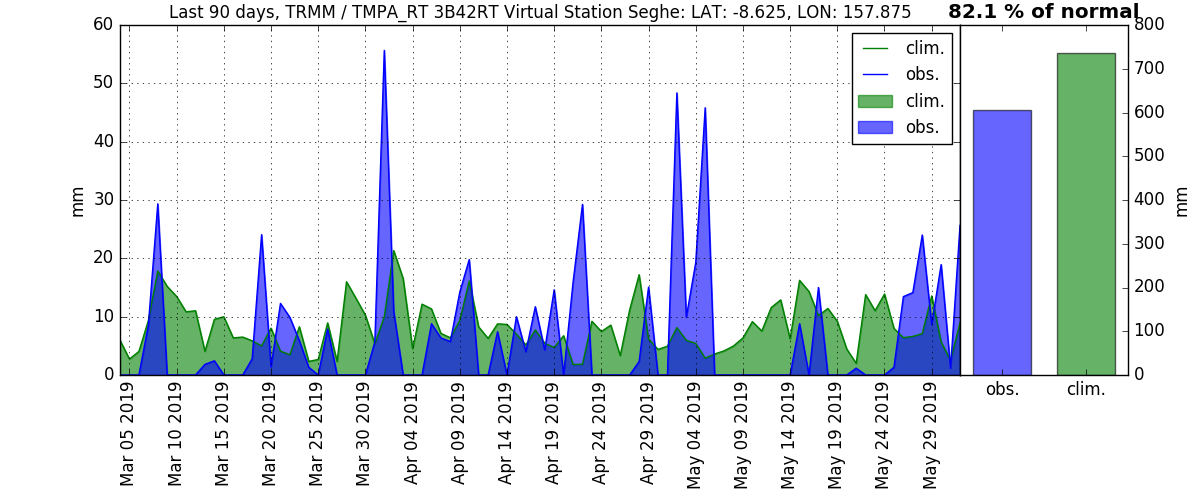 Last 90 days, TRMM / TMPA_RT 3B42RT Virtual Station Seghe: LAT: -8.625, LON: 157.875
82.1 % of normal
60
50
40
30
20
10
0
mm
clim.
obs.
clim.
obs.
Mar 05 2019
Mar 10 2019
Mar 15 2019
Mar 20 2019
Mar 25 2019
Mar 30 2019
Apr 04 2019
Apr 09 2019
Apr 14 2019
Apr 19 2019
Apr 24 2019
Apr 29 2019
May 04 2019
May 09 2019
May 14 2019
May 19 2019
May 24 2019
May 29 2019
800
700
600
500
400
300
200
100
0
mm
obs.
clim.